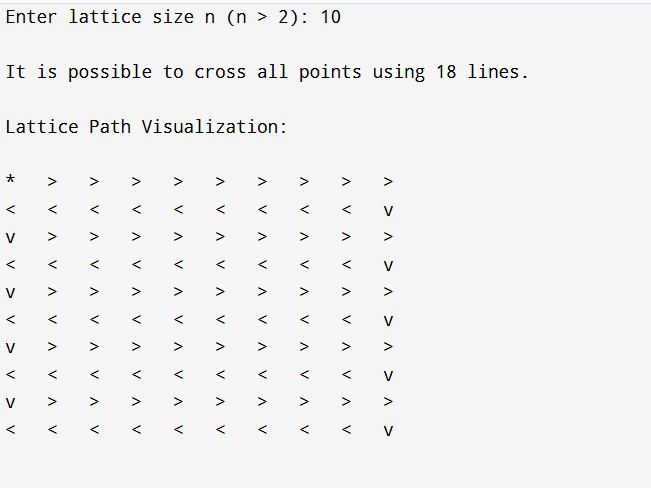 Enter lattice size n (n > 2): 10
It is possible to cross all points using 18 lines.
Lattice Path Visualization:
* > > > > > > > > >
< < < < < < < < < v
v > > > > > > > > >
< < < < < < < < < v
v > > > > > > > > >
< < < < < < < < < v
v > > > > > > > > >
< < < < < < < < < v
v > > > > > > > > >
< < < < < < < < < v